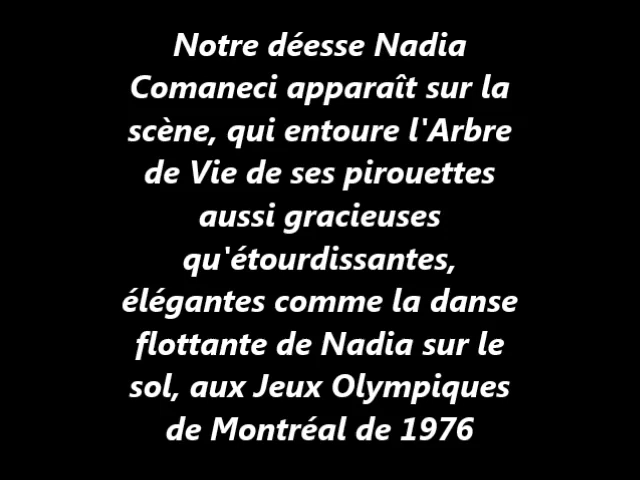 Notre déesse Nadia
Comaneci apparaît sur la
scène, qui entoure l'Arbre
de Vie de ses pirouettes
aussi gracieuses
qu'étourdissantes,
élégantes comme la danse
flottante de Nadia sur le
sol, aux Jeux Olympiques
de Montréal de 1976